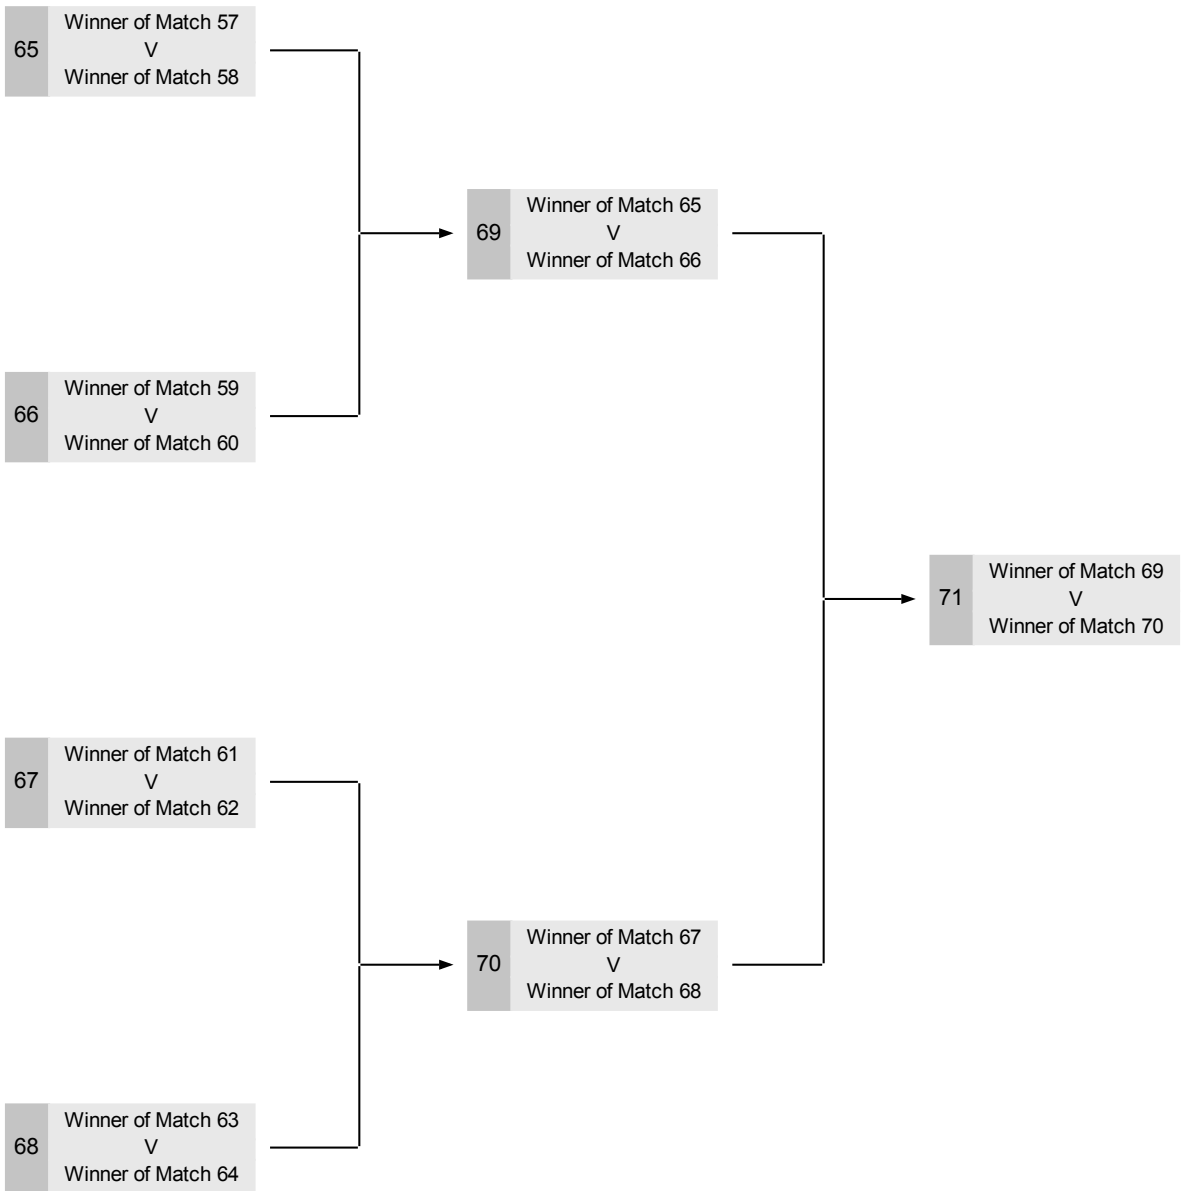 65
Winner of Match 57
V
Winner of Match 58
66
Winner of Match 59
V
Winner of Match 60
67
Winner of Match 61
V
Winner of Match 62
68
Winner of Match 63
V
Winner of Match 64
69
Winner of Match 65
V
Winner of Match 66
70
Winner of Match 67
V
Winner of Match 68
71
Winner of Match 69
V
Winner of Match 70